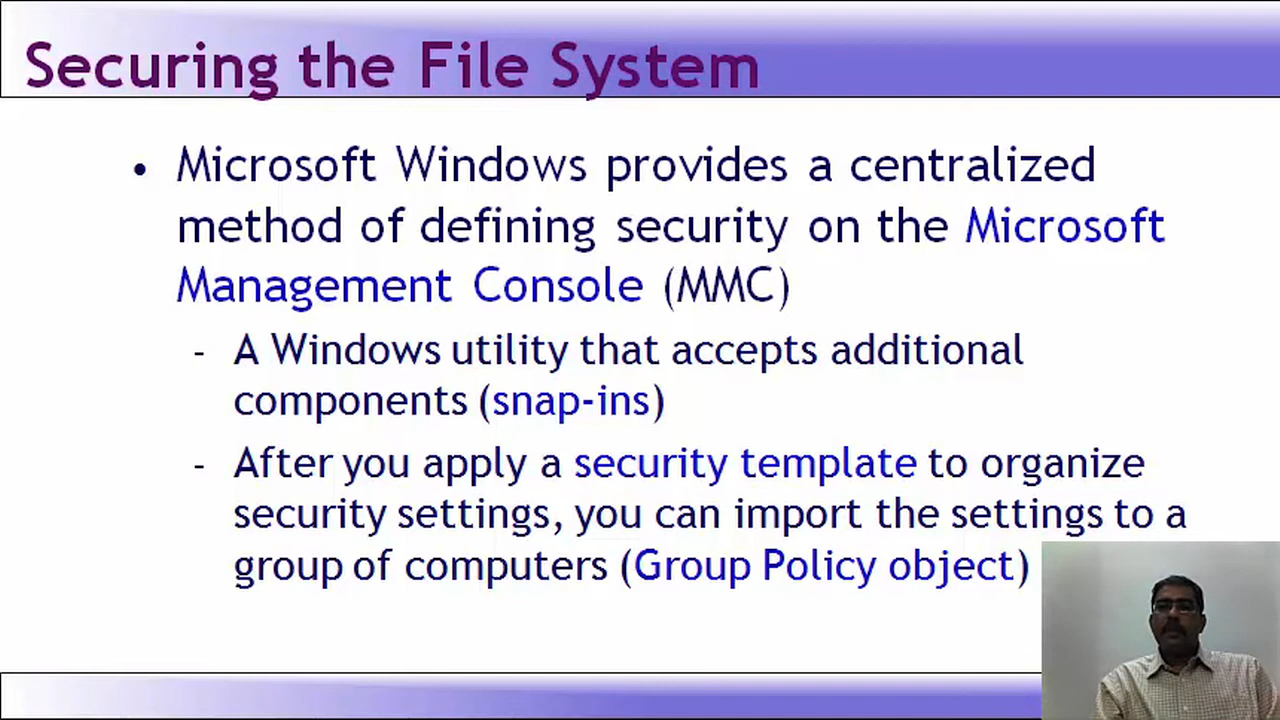 Securing the File System
• Microsoft Windows provides a centralized
method of defining security on the Microsoft
Management Console (MMC)
- A Windows utility that accepts additional
components (snap-ins)
- After you apply a security template to organize
security settings, you can import the settings to a
group of computers (Group Policy object)